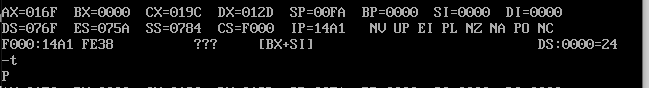 AX=016F BX=0000 CX=019C DX=012D SP=00FA BP=0000 SI=0000 DI=0000
DS=076F ES=075A SS=0784 CS=F000 IP=14A1 NV UP EI PL NZ NA PO NC
F000:14A1 FE38 ??? [BX+SI] DS:0000=24
-t
P